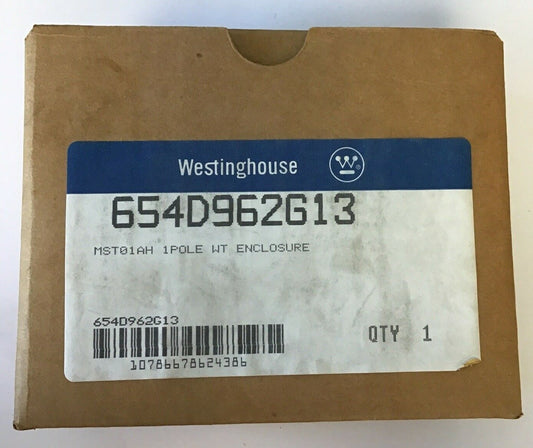 Westinghouse
654D962G13
MST01AH 1POLE WT ENCLOSURE
654D962G13
10786678624386
QTY 1